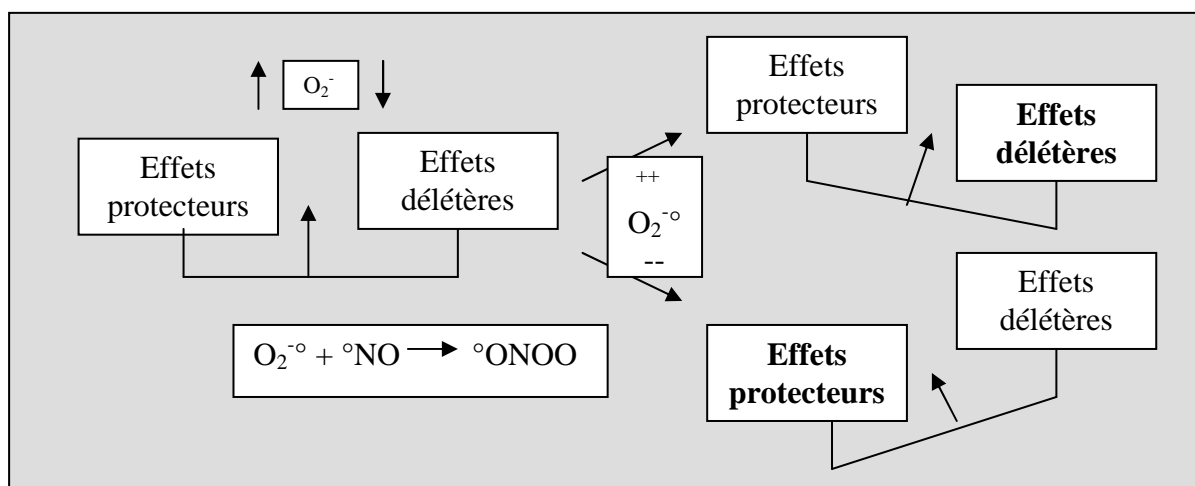 O₂⁻
Effets
protecteurs
Effets
délétères
++
O₂⁻°
--
O₂⁻° + °NO → °ONOO
Effets
protecteurs
Effets
délétères
Effets
délétères
Effets
protecteurs